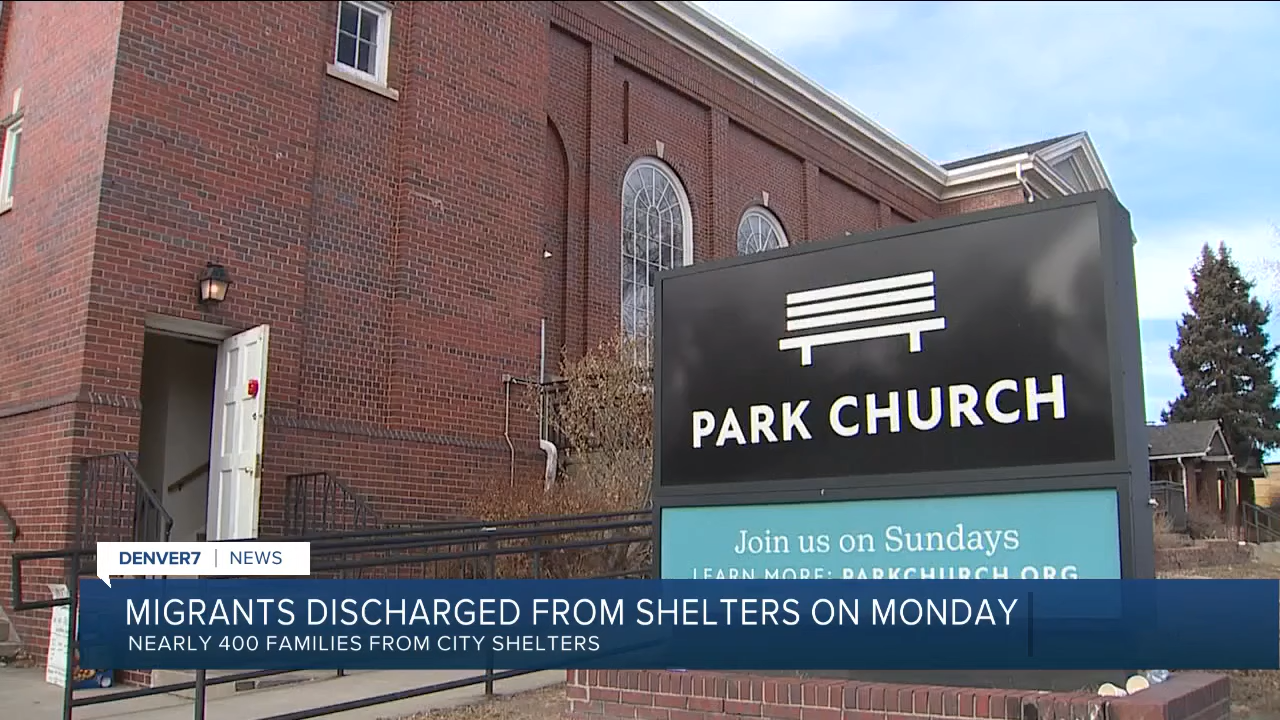 PARK CHURCH
Join us on Sundays
LEARN MORE: PARKCHURCH.ORG
DENVER7 | NEWS
MIGRANTS DISCHARGED FROM SHELTERS ON MONDAY
NEARLY 400 FAMILIES FROM CITY SHELTERS